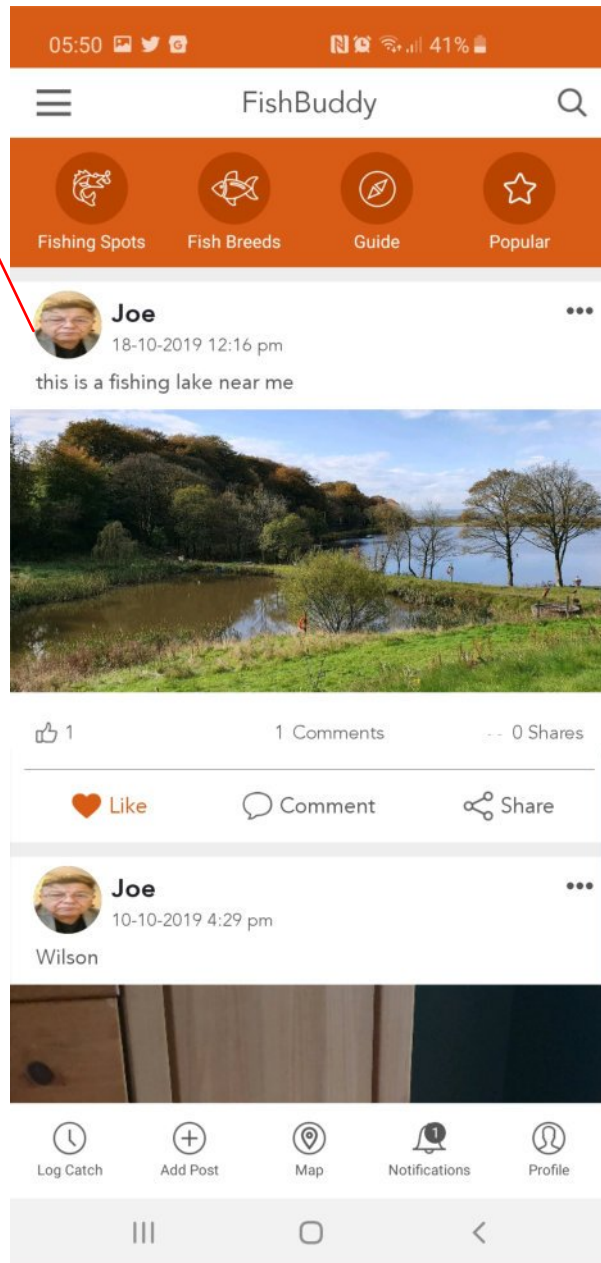 05:50 41%
FishBuddy
Fishing Spots Fish Breeds Guide Popular
Joe
18-10-2019 12:16 pm
this is a fishing lake near me
1 1 Comments 0 Shares
Like Comment Share
Joe
10-10-2019 4:29 pm
Wilson
1
Log Catch Add Post Map Notifications Profile